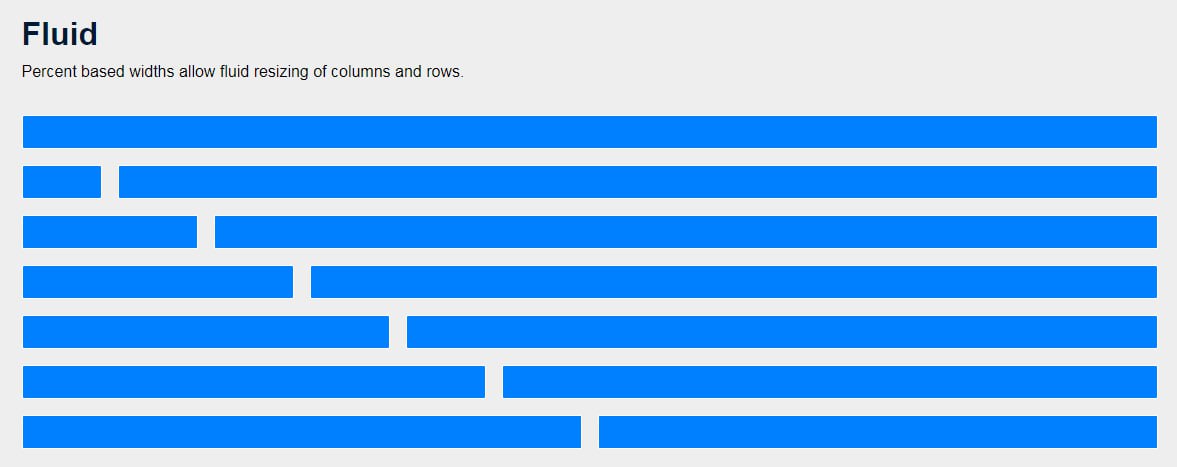 Fluid
Percent based widths allow fluid resizing of columns and rows.